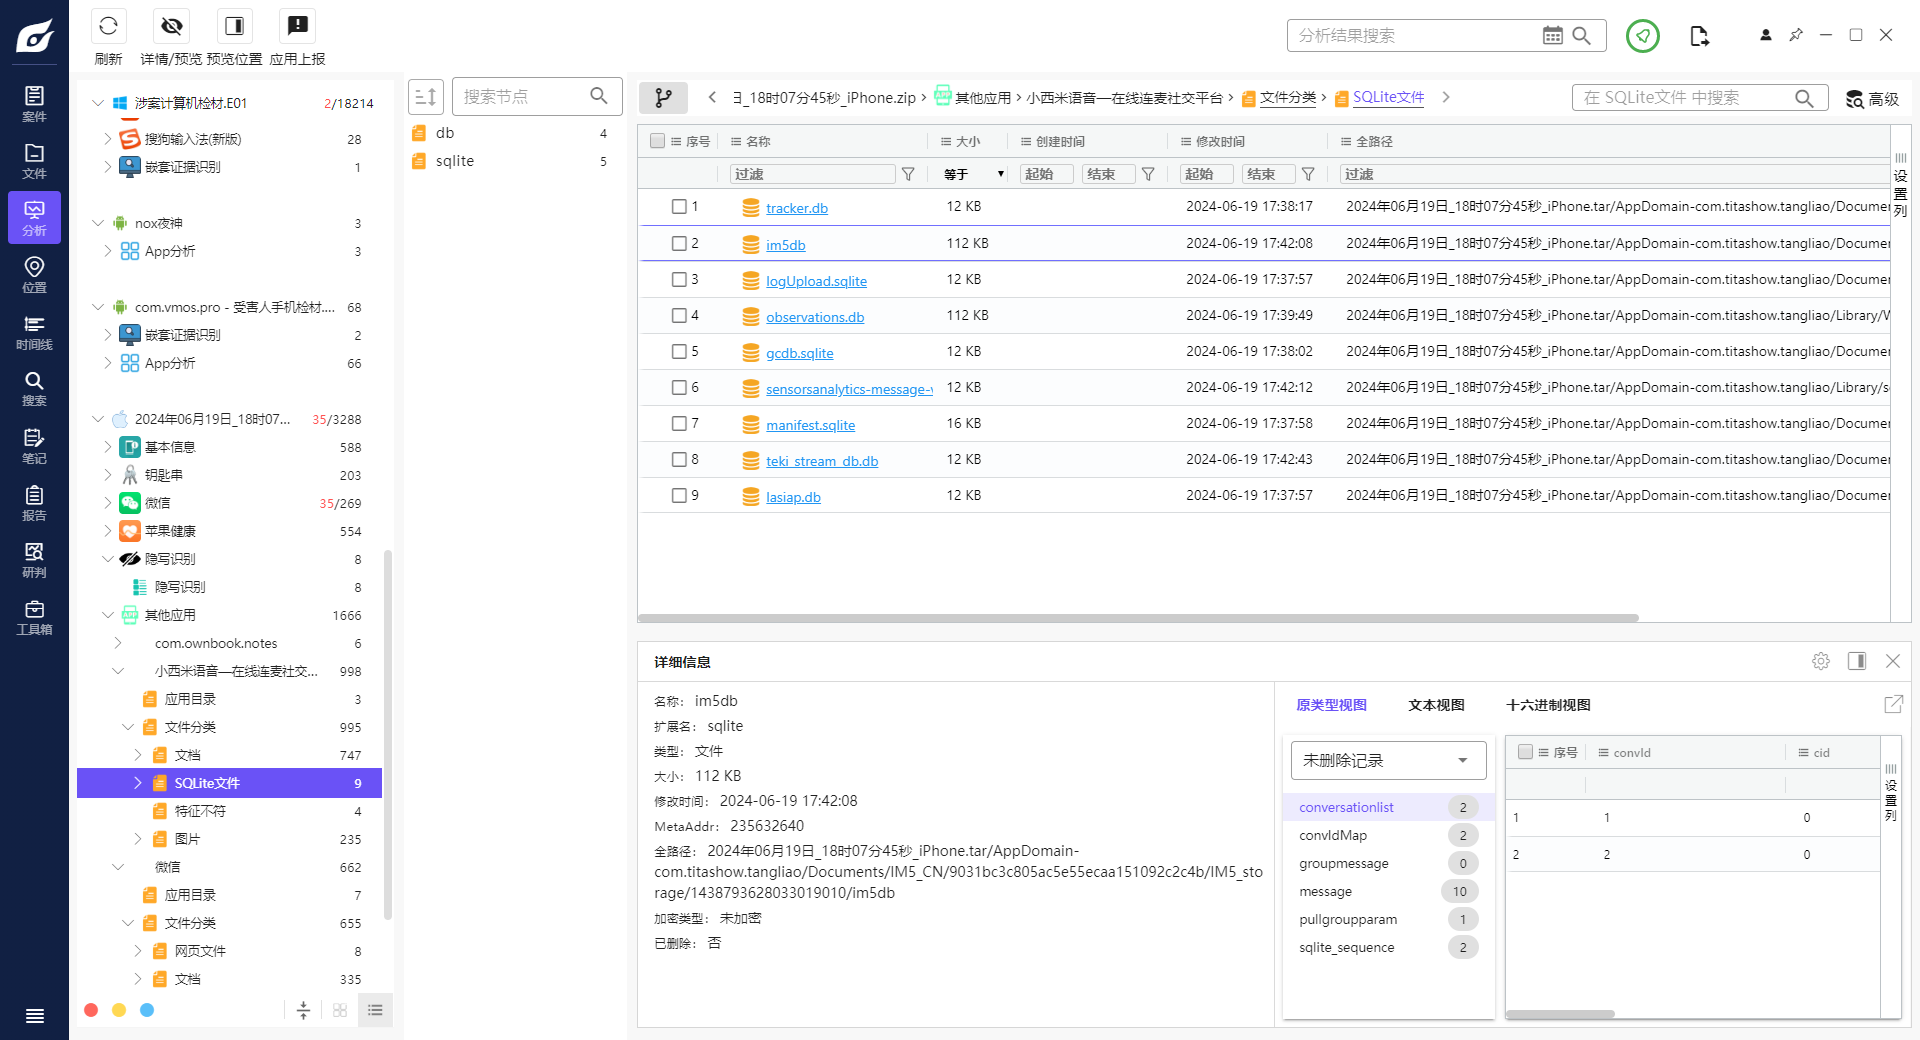 刷新
详情/预览
预览位置
应用上报
分析结果搜索
案件
文件
分析
位置
时间线
搜索
笔记
报告
研判
工具箱
涉案计算机检材.E01 2/18214
搜狗输入法(新版) 28
嵌套证据识别 1
nox夜神 3
App分析 3
com.vmos.pro - 受害人手机检材.... 68
嵌套证据识别 2
App分析 66
2024年06月19日_18时07... 35/3288
基本信息 588
钥匙串 203
微信 35/269
苹果健康 554
隐写识别 8
隐写识别 8
其他应用 1666
com.ownbook.notes 6
小西米语音—在线连麦社交... 998
应用目录 3
文件分类 995
文档 747
SQLite文件 9
特征不符 4
图片 235
微信 662
应用目录 7
文件分类 655
网页文件 8
文档 335
搜索节点
db 4
sqlite 5
日_18时07分45秒_iPhone.zip › 其他应用 › 小西米语音—在线连麦社交平台 › 文件分类 › SQLite文件
在 SQLite文件 中搜索
高级
序号 名称 大小 创建时间 修改时间 全路径
过滤 等于 起始 结束 起始 结束 过滤
设置列
1 tracker.db 12 KB 2024-06-19 17:38:17 2024年06月19日_18时07分45秒_iPhone.tar/AppDomain-com.titashow.tangliao/Documer
2 im5db 112 KB 2024-06-19 17:42:08 2024年06月19日_18时07分45秒_iPhone.tar/AppDomain-com.titashow.tangliao/Documer
3 logUpload.sqlite 12 KB 2024-06-19 17:37:57 2024年06月19日_18时07分45秒_iPhone.tar/AppDomain-com.titashow.tangliao/Documer
4 observations.db 112 KB 2024-06-19 17:39:49 2024年06月19日_18时07分45秒_iPhone.tar/AppDomain-com.titashow.tangliao/Library/W
5 gcdb.sqlite 12 KB 2024-06-19 17:38:02 2024年06月19日_18时07分45秒_iPhone.tar/AppDomain-com.titashow.tangliao/Documer
6 sensorsanalytics-message-v 12 KB 2024-06-19 17:42:12 2024年06月19日_18时07分45秒_iPhone.tar/AppDomain-com.titashow.tangliao/Library/s
7 manifest.sqlite 16 KB 2024-06-19 17:37:58 2024年06月19日_18时07分45秒_iPhone.tar/AppDomain-com.titashow.tangliao/Documer
8 teki_stream_db.db 12 KB 2024-06-19 17:42:43 2024年06月19日_18时07分45秒_iPhone.tar/AppDomain-com.titashow.tangliao/Documer
9 lasiap.db 12 KB 2024-06-19 17:37:57 2024年06月19日_18时07分45秒_iPhone.tar/AppDomain-com.titashow.tangliao/Documer
详细信息
名称: im5db
扩展名: sqlite
类型: 文件
大小: 112 KB
修改时间: 2024-06-19 17:42:08
MetaAddr: 235632640
全路径: 2024年06月19日_18时07分45秒_iPhone.tar/AppDomain-
com.titashow.tangliao/Documents/IM5_CN/9031bc3c805ac5e55ecaa151092c2c4b/IM5_sto
rage/1438793628033019010/im5db
加密类型: 未加密
已删除: 否
原类型视图 文本视图 十六进制视图
未删除记录
conversationlist 2
convIdMap 2
groupmessage 0
message 10
pullgroupparam 1
sqlite_sequence 2
序号 convId cid
1 1 0
2 2 0
设置列